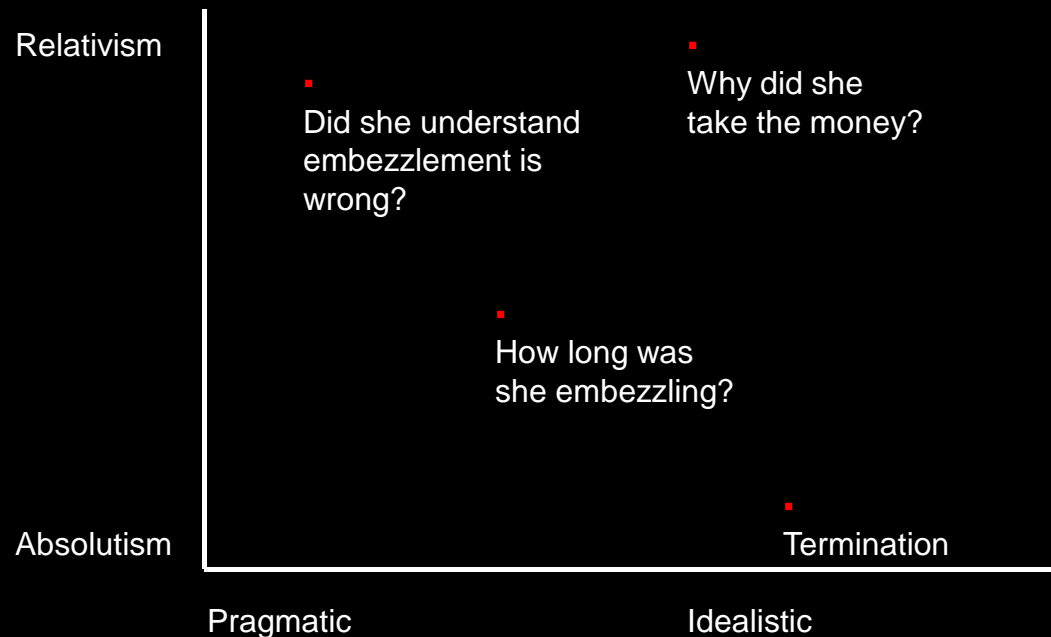 Relativism
Why did she
take the money?
Did she understand
embezzlement is
wrong?
How long was
she embezzling?
Absolutism
Termination
Pragmatic
Idealistic